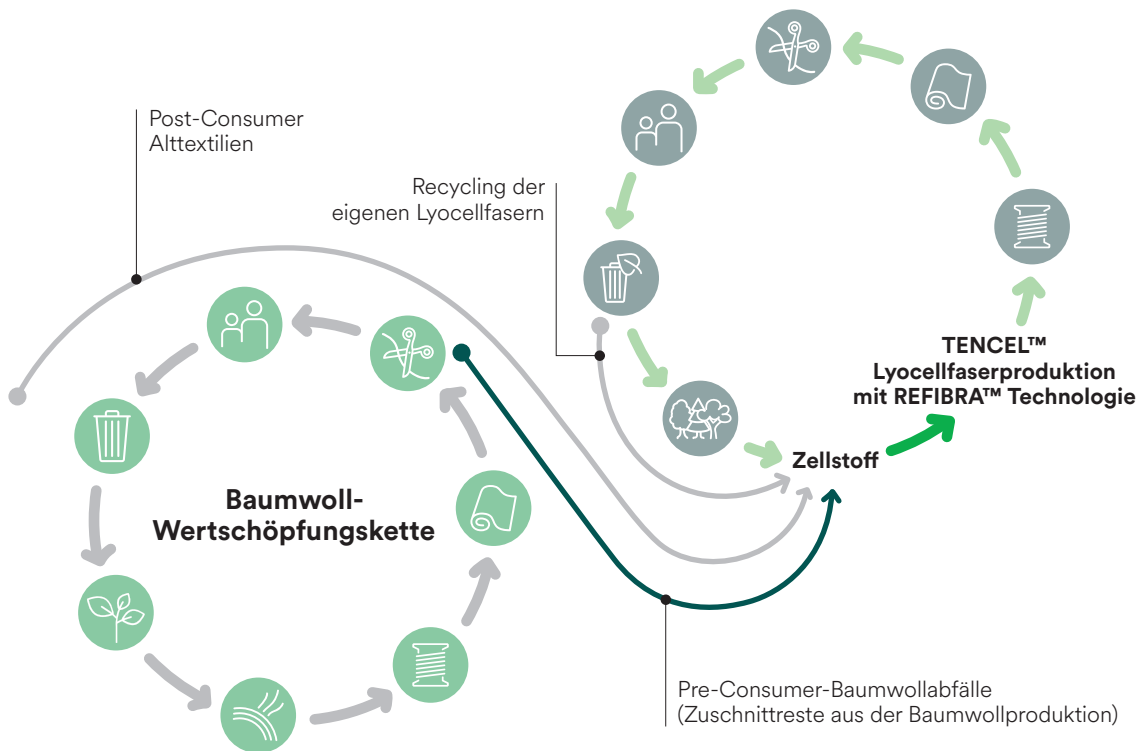 Post-Consumer
Alttextilien
Recycling der
eigenen Lyocellfasern
TENCEL™
Lyocellfaserproduktion
mit REFIBRA™ Technologie
Zellstoff
Baumwoll-
Wertschöpfungskette
Pre-Consumer-Baumwollabfälle
(Zuschnittreste aus der Baumwollproduktion)